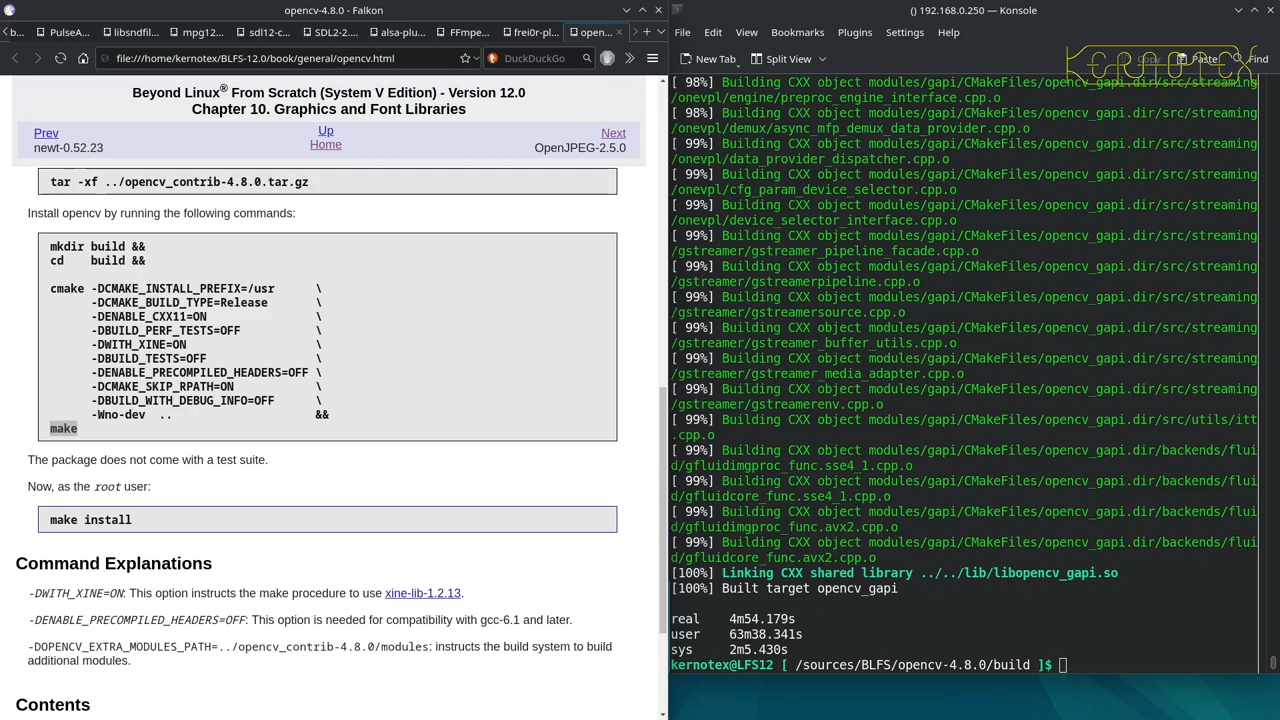 opencv-4.8.0 - Falkon
() 192.168.0.250 — Konsole
b...
PulseA...
libsndfil...
mpg12...
sdl12-c...
SDL2-2....
alsa-plu...
FFmpe...
frei0r-pl...
open...
File Edit View Bookmarks Plugins Settings Help
file:///home/kernotex/BLFS-12.0/book/general/opencv.html
DuckDuckGo
New Tab Split View Copy Paste Find
KERNOTEX
Beyond Linux® From Scratch (System V Edition) - Version 12.0
Chapter 10. Graphics and Font Libraries
Prev Up Next
newt-0.52.23 Home OpenJPEG-2.5.0
tar -xf ../opencv_contrib-4.8.0.tar.gz
Install opencv by running the following commands:
mkdir build &&
cd    build &&
cmake -DCMAKE_INSTALL_PREFIX=/usr      \
      -DCMAKE_BUILD_TYPE=Release       \
      -DENABLE_CXX11=ON                \
      -DBUILD_PERF_TESTS=OFF           \
      -DWITH_XINE=ON                   \
      -DBUILD_TESTS=OFF                \
      -DENABLE_PRECOMPILED_HEADERS=OFF \
      -DCMAKE_SKIP_RPATH=ON            \
      -DBUILD_WITH_DEBUG_INFO=OFF      \
      -Wno-dev  ..                     &&
make
The package does not come with a test suite.
Now, as the root user:
make install
Command Explanations
-DWITH_XINE=ON: This option instructs the make procedure to use xine-lib-1.2.13.
-DENABLE_PRECOMPILED_HEADERS=OFF: This option is needed for compatibility with gcc-6.1 and later.
-DOPENCV_EXTRA_MODULES_PATH=../opencv_contrib-4.8.0/modules: instructs the build system to build
additional modules.
Contents
[ 98%] Building CXX object modules/gapi/CMakeFiles/opencv_gapi.dir/src/streaming
/onevpl/engine/preproc_engine_interface.cpp.o
[ 98%] Building CXX object modules/gapi/CMakeFiles/opencv_gapi.dir/src/streaming
/onevpl/demux/async_mfp_demux_data_provider.cpp.o
[ 99%] Building CXX object modules/gapi/CMakeFiles/opencv_gapi.dir/src/streaming
/onevpl/data_provider_dispatcher.cpp.o
[ 99%] Building CXX object modules/gapi/CMakeFiles/opencv_gapi.dir/src/streaming
/onevpl/cfg_param_device_selector.cpp.o
[ 99%] Building CXX object modules/gapi/CMakeFiles/opencv_gapi.dir/src/streaming
/onevpl/device_selector_interface.cpp.o
[ 99%] Building CXX object modules/gapi/CMakeFiles/opencv_gapi.dir/src/streaming
/gstreamer/gstreamer_pipeline_facade.cpp.o
[ 99%] Building CXX object modules/gapi/CMakeFiles/opencv_gapi.dir/src/streaming
/gstreamer/gstreamerpipeline.cpp.o
[ 99%] Building CXX object modules/gapi/CMakeFiles/opencv_gapi.dir/src/streaming
/gstreamer/gstreamersource.cpp.o
[ 99%] Building CXX object modules/gapi/CMakeFiles/opencv_gapi.dir/src/streaming
/gstreamer/gstreamer_buffer_utils.cpp.o
[ 99%] Building CXX object modules/gapi/CMakeFiles/opencv_gapi.dir/src/streaming
/gstreamer/gstreamer_media_adapter.cpp.o
[ 99%] Building CXX object modules/gapi/CMakeFiles/opencv_gapi.dir/src/streaming
/gstreamer/gstreamerenv.cpp.o
[ 99%] Building CXX object modules/gapi/CMakeFiles/opencv_gapi.dir/src/utils/itt
.cpp.o
[ 99%] Building CXX object modules/gapi/CMakeFiles/opencv_gapi.dir/backends/flui
d/gfluidimgproc_func.sse4_1.cpp.o
[ 99%] Building CXX object modules/gapi/CMakeFiles/opencv_gapi.dir/backends/flui
d/gfluidcore_func.sse4_1.cpp.o
[ 99%] Building CXX object modules/gapi/CMakeFiles/opencv_gapi.dir/backends/flui
d/gfluidimgproc_func.avx2.cpp.o
[ 99%] Building CXX object modules/gapi/CMakeFiles/opencv_gapi.dir/backends/flui
d/gfluidcore_func.avx2.cpp.o
[100%] Linking CXX shared library ../../lib/libopencv_gapi.so
[100%] Built target opencv_gapi
real    4m54.179s
user    63m38.341s
sys     2m5.430s
kernotex@LFS12 [ /sources/BLFS/opencv-4.8.0/build ]$